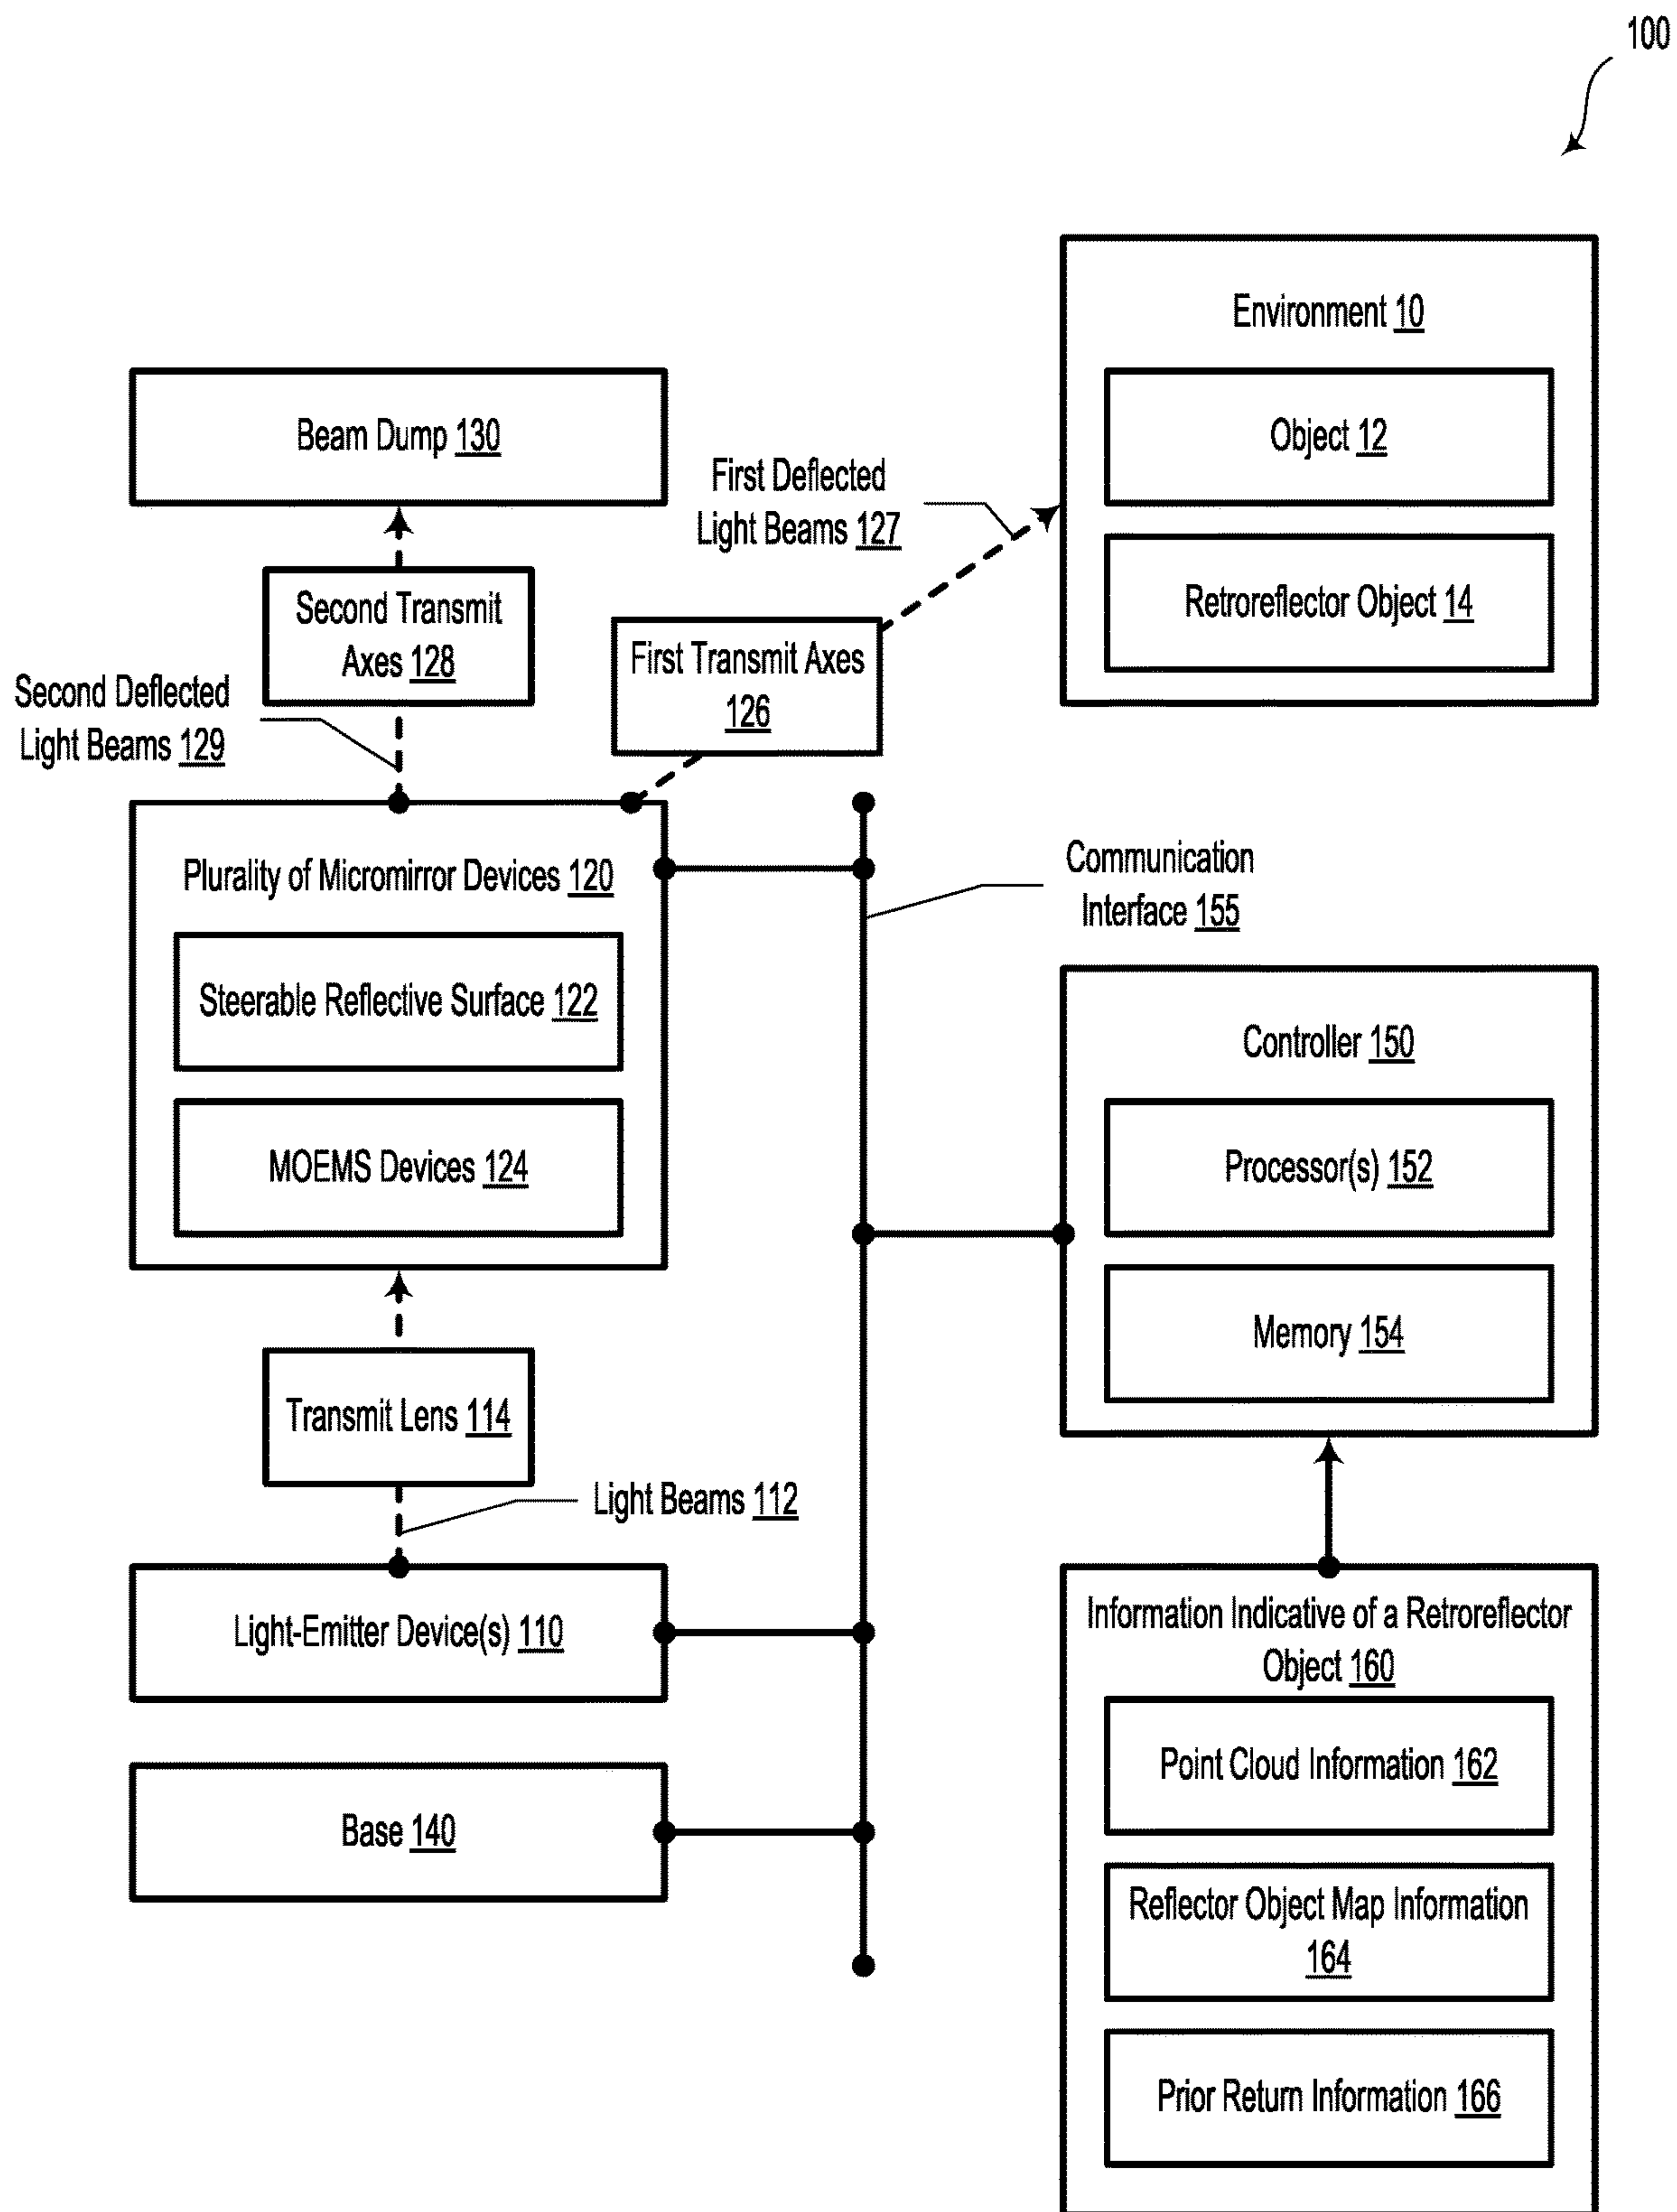 100
Environment 10
Object 12
Retroreflector Object 14
Beam Dump 130
First Deflected
Light Beams 127
Second Transmit
Axes 128
First Transmit Axes
126
Second Deflected
Light Beams 129
Plurality of Micromirror Devices 120
Steerable Reflective Surface 122
MOEMS Devices 124
Communication
Interface 155
Controller 150
Processor(s) 152
Memory 154
Transmit Lens 114
Light Beams 112
Light-Emitter Device(s) 110
Base 140
Information Indicative of a Retroreflector
Object 160
Point Cloud Information 162
Reflector Object Map Information
164
Prior Return Information 166